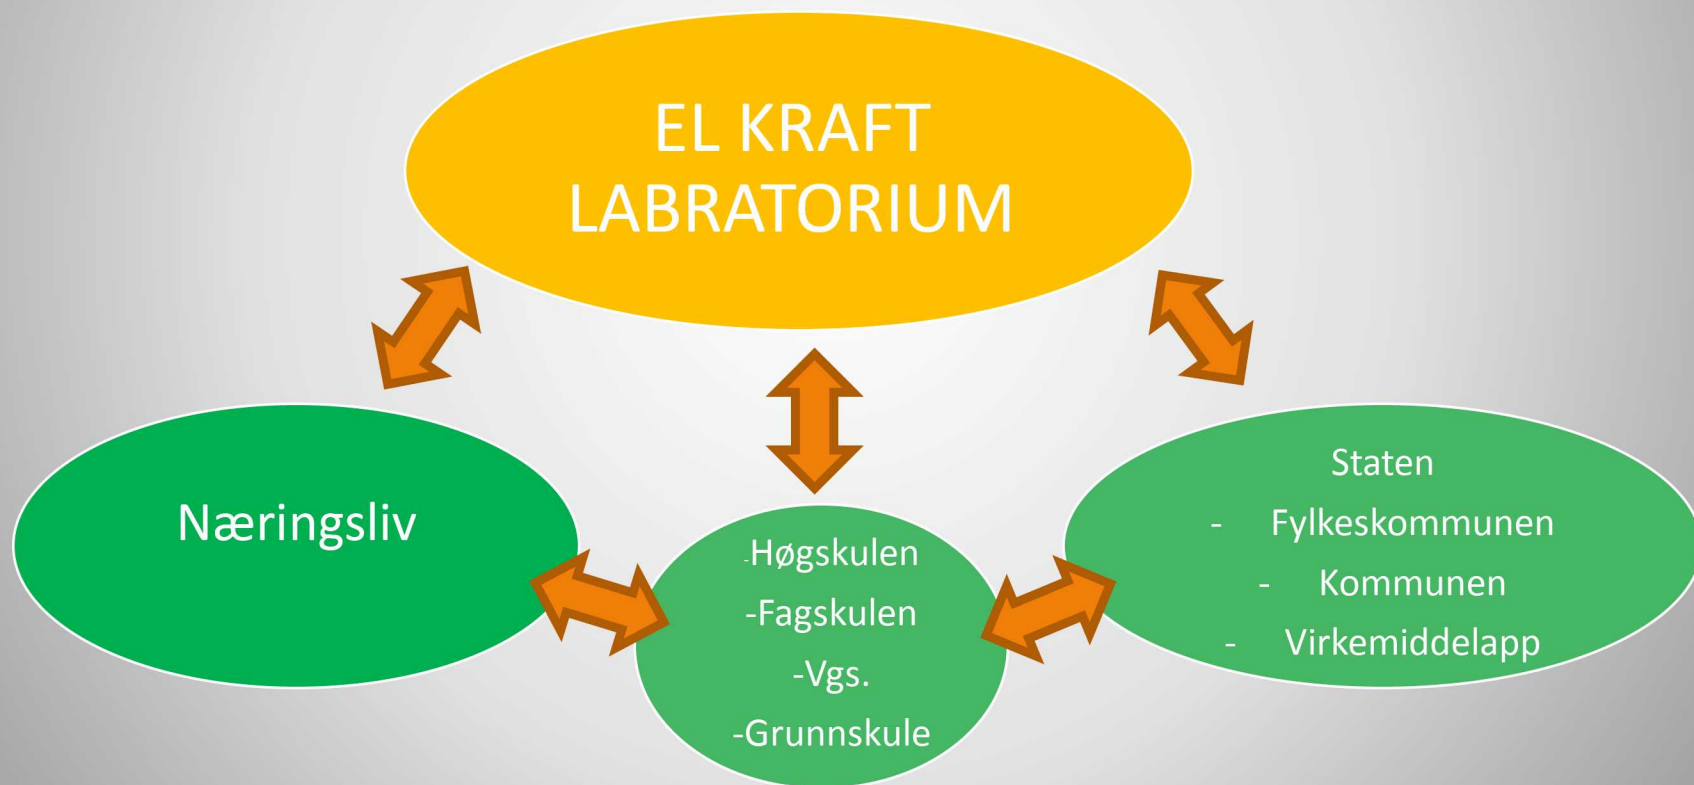 EL KRAFT
LABRATORIUM
Næringsliv
-Høgskulen
-Fagskulen
-Vgs.
-Grunnskule
Staten
- Fylkeskommunen
- Kommunen
- Virkemiddelapp